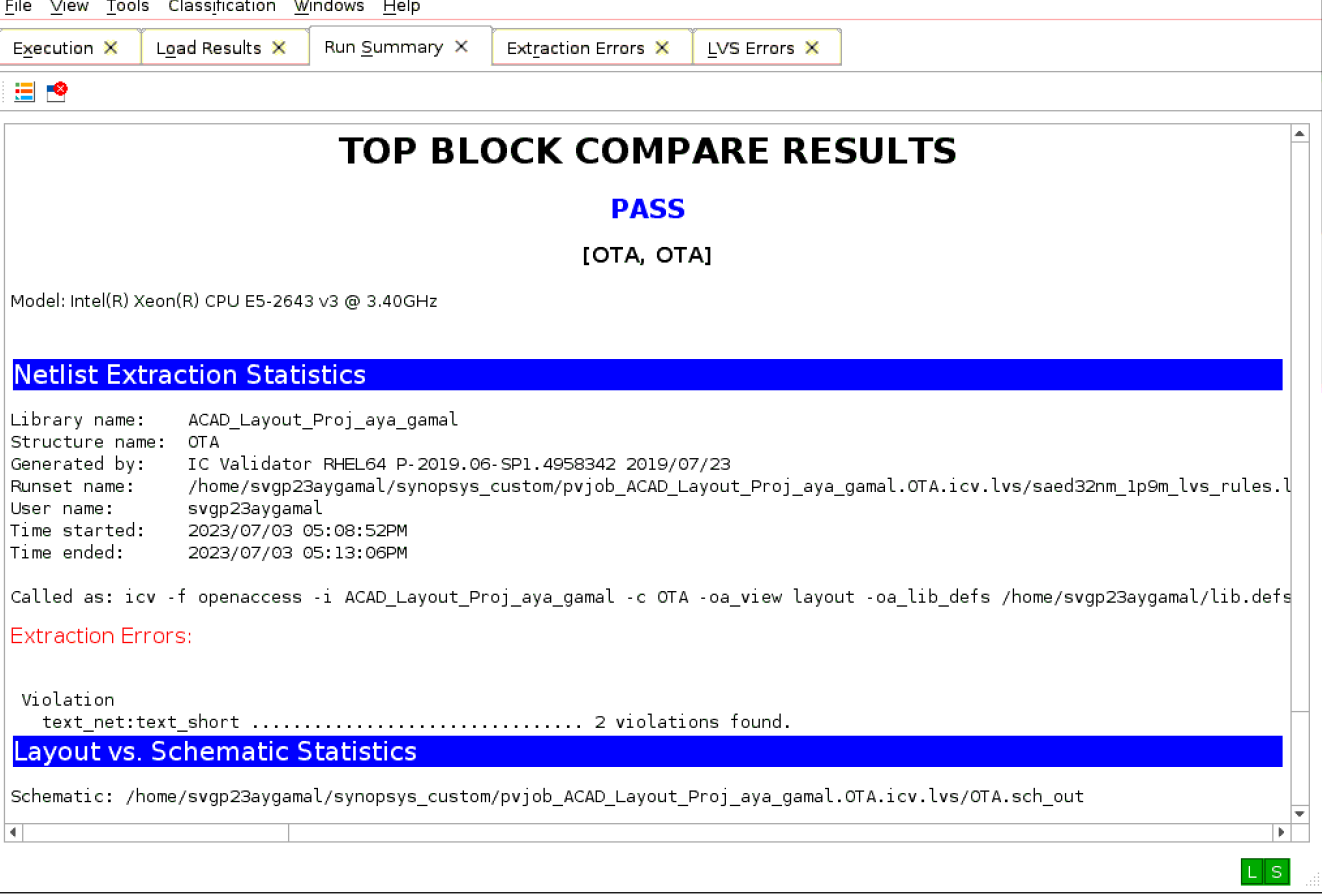 File View Tools Classification Windows Help
Execution Load Results Run Summary Extraction Errors LVS Errors
TOP BLOCK COMPARE RESULTS
PASS
[OTA, OTA]
Model: Intel(R) Xeon(R) CPU E5-2643 v3 @ 3.40GHz
Netlist Extraction Statistics
Library name: ACAD_Layout_Proj_aya_gamal
Structure name: OTA
Generated by: IC Validator RHEL64 P-2019.06-SP1.4958342 2019/07/23
Runset name: /home/svgp23aygamal/synopsys_custom/pvjob_ACAD_Layout_Proj_aya_gamal.OTA.icv.lvs/saed32nm_1p9m_lvs_rules.l
User name: svgp23aygamal
Time started: 2023/07/03 05:08:52PM
Time ended: 2023/07/03 05:13:06PM
Called as: icv -f openaccess -i ACAD_Layout_Proj_aya_gamal -c OTA -oa_view layout -oa_lib_defs /home/svgp23aygamal/lib.defs
Extraction Errors:
Violation
text_net:text_short ................................ 2 violations found.
Layout vs. Schematic Statistics
Schematic: /home/svgp23aygamal/synopsys_custom/pvjob_ACAD_Layout_Proj_aya_gamal.OTA.icv.lvs/OTA.sch_out
L S